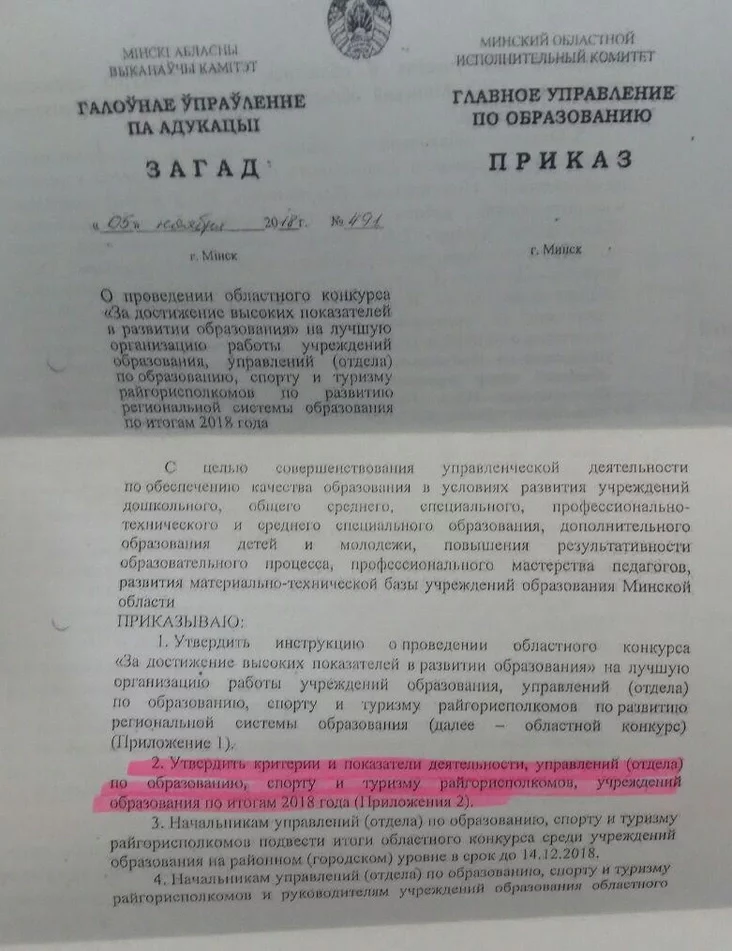 МІНСКІ АБЛАСНЫ
ВЫКАНАЎЧЫ КАМІТЭТ
ГАЛОЎНАЕ ЎПРАЎЛЕННЕ
ПА АДУКАЦЫІ
ЗАГАД
МИНСКИЙ ОБЛАСТНОЙ
ИСПОЛНИТЕЛЬНЫЙ КОМИТЕТ
ГЛАВНОЕ УПРАВЛЕНИЕ
ПО ОБРАЗОВАНИЮ
ПРИКАЗ
«05» ноября 2018г. №491
г. Мінск
г. Минск
О проведении областного конкурса
«За достижение высоких показателей
в развитии образования» на лучшую
организацию работы учреждений
образования, управлений (отдела)
по образованию, спорту и туризму
райгорисполкомов по развитию
региональной системы образования
по итогам 2018 года
С целью совершенствования управленческой деятельности
по обеспечению качества образования в условиях развития учреждений
дошкольного, общего среднего, специального, профессионально-
технического и среднего специального образования, дополнительного
образования детей и молодежи, повышения результативности
образовательного процесса, профессионального мастерства педагогов,
развития материально-технической базы учреждений образования Минской
области
ПРИКАЗЫВАЮ:
1. Утвердить инструкцию о проведении областного конкурса
«За достижение высоких показателей в развитии образования» на лучшую
организацию работы учреждений образования, управлений (отдела)
по образованию, спорту и туризму райгорисполкомов по развитию
региональной системы образования (далее – областной конкурс)
(Приложение 1).
2. Утвердить критерии и показатели деятельности, управлений (отдела)
по образованию, спорту и туризму райгорисполкомов, учреждений
образования по итогам 2018 года (Приложения 2).
3. Начальникам управлений (отдела) по образованию, спорту и туризму
райгорисполкомов подвести итоги областного конкурса среди учреждений
образования на районном (городском) уровне в срок до 14.12.2018.
4. Начальникам управлений (отдела) по образованию, спорту и туризму
райгорисполкомов и руководителям учреждений образования областного